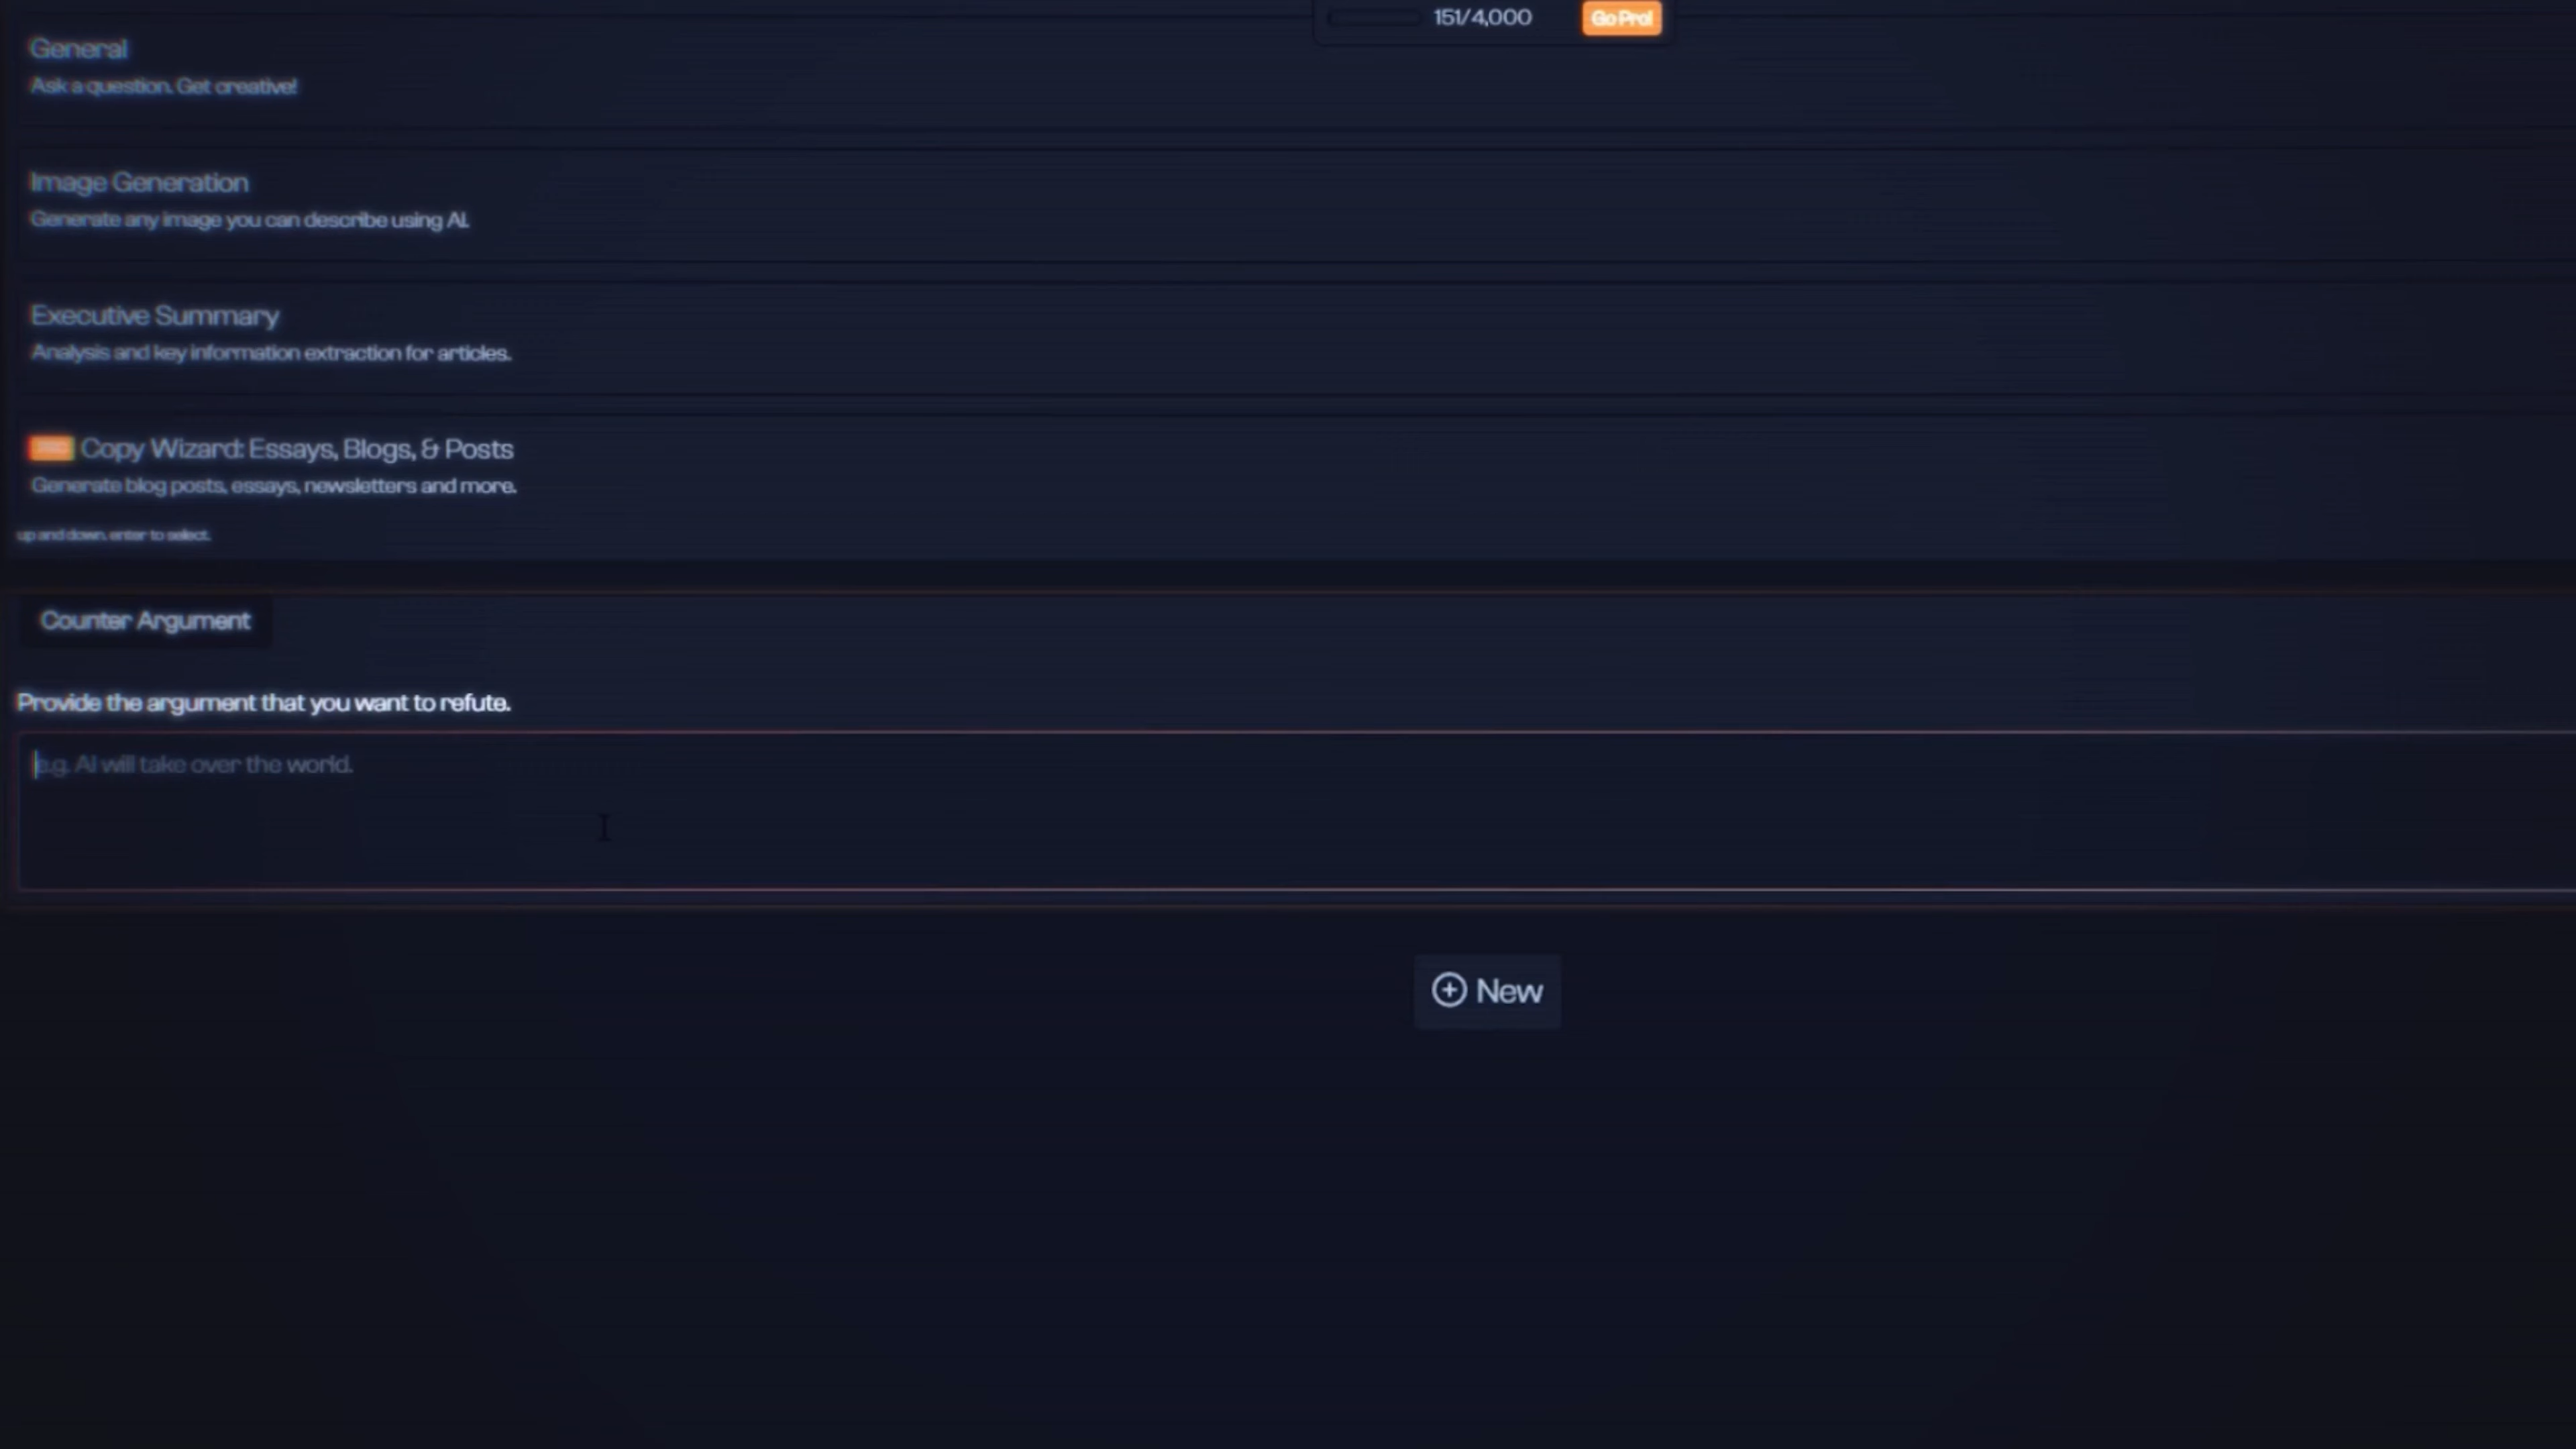 151/4,000
Go Pro!
General
Ask a question. Get creative!
Image Generation
Generate any image you can describe using AI.
Executive Summary
Analysis and key information extraction for articles.
Copy Wizard: Essays, Blogs, & Posts
Generate blog posts, essays, newsletters and more.
up and down, enter to select.
Counter Argument
Provide the argument that you want to refute.
e.g. AI will take over the world.
New